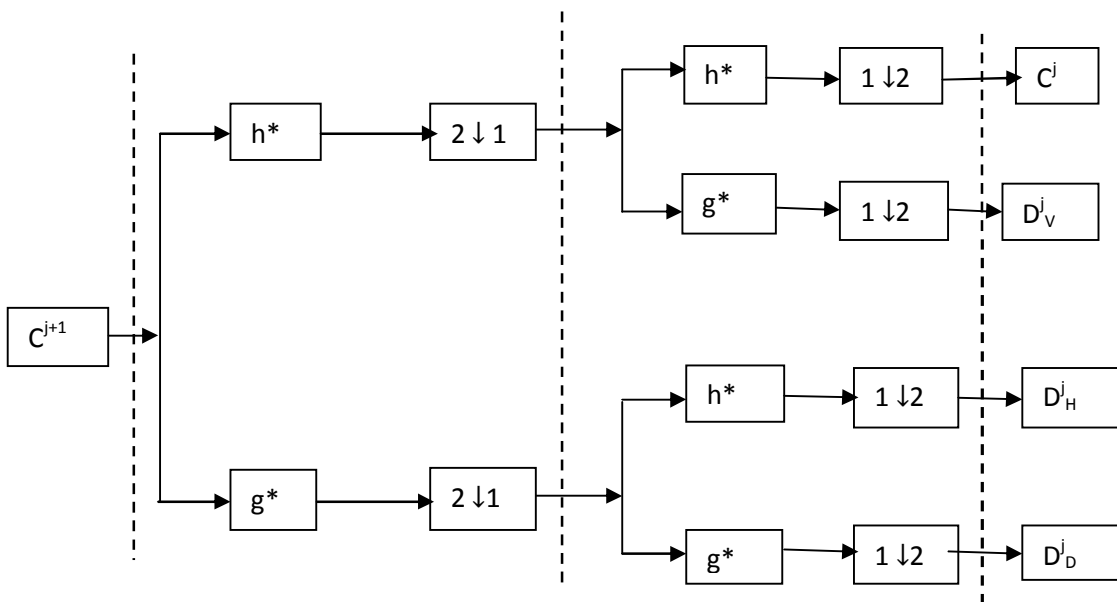 h* 1 ↓2 C^j
h* 2 ↓ 1
g* 1 ↓2 D^j_V
C^{j+1}
h* 1 ↓2 D^j_H
g* 2 ↓1
g* 1 ↓2 D^j_D